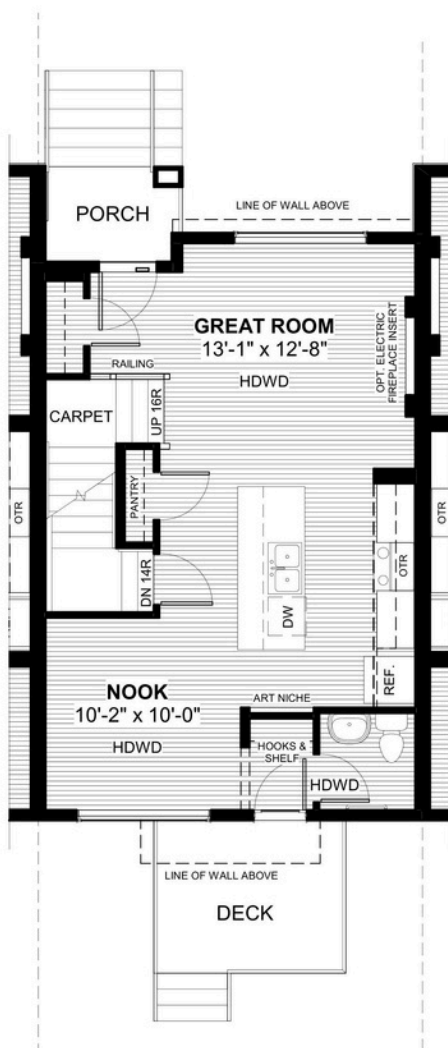 LINE OF WALL ABOVE
PORCH
GREAT ROOM
13'-1" x 12'-8"
HDWD
OPT. ELECTRIC
FIREPLACE INSERT
RAILING
CARPET
UP 16R
PANTRY
OTR
OTR
OTR
DN 14R
DW
REF.
NOOK
10'-2" x 10'-0"
HDWD
ART NICHE
HOOKS &
SHELF
HDWD
LINE OF WALL ABOVE
DECK